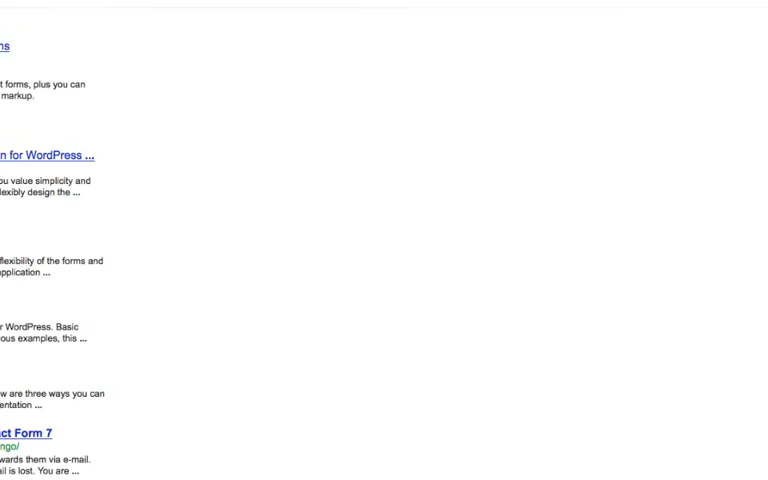 ns
t forms, plus you can
markup.
n for WordPress ...
ou value simplicity and
lexibly design the ...
flexibility of the forms and
pplication ...
r WordPress. Basic
ous examples, this ...
w are three ways you can
entation ...
act Form 7
ngo/
wards them via e-mail.
il is lost. You are ...